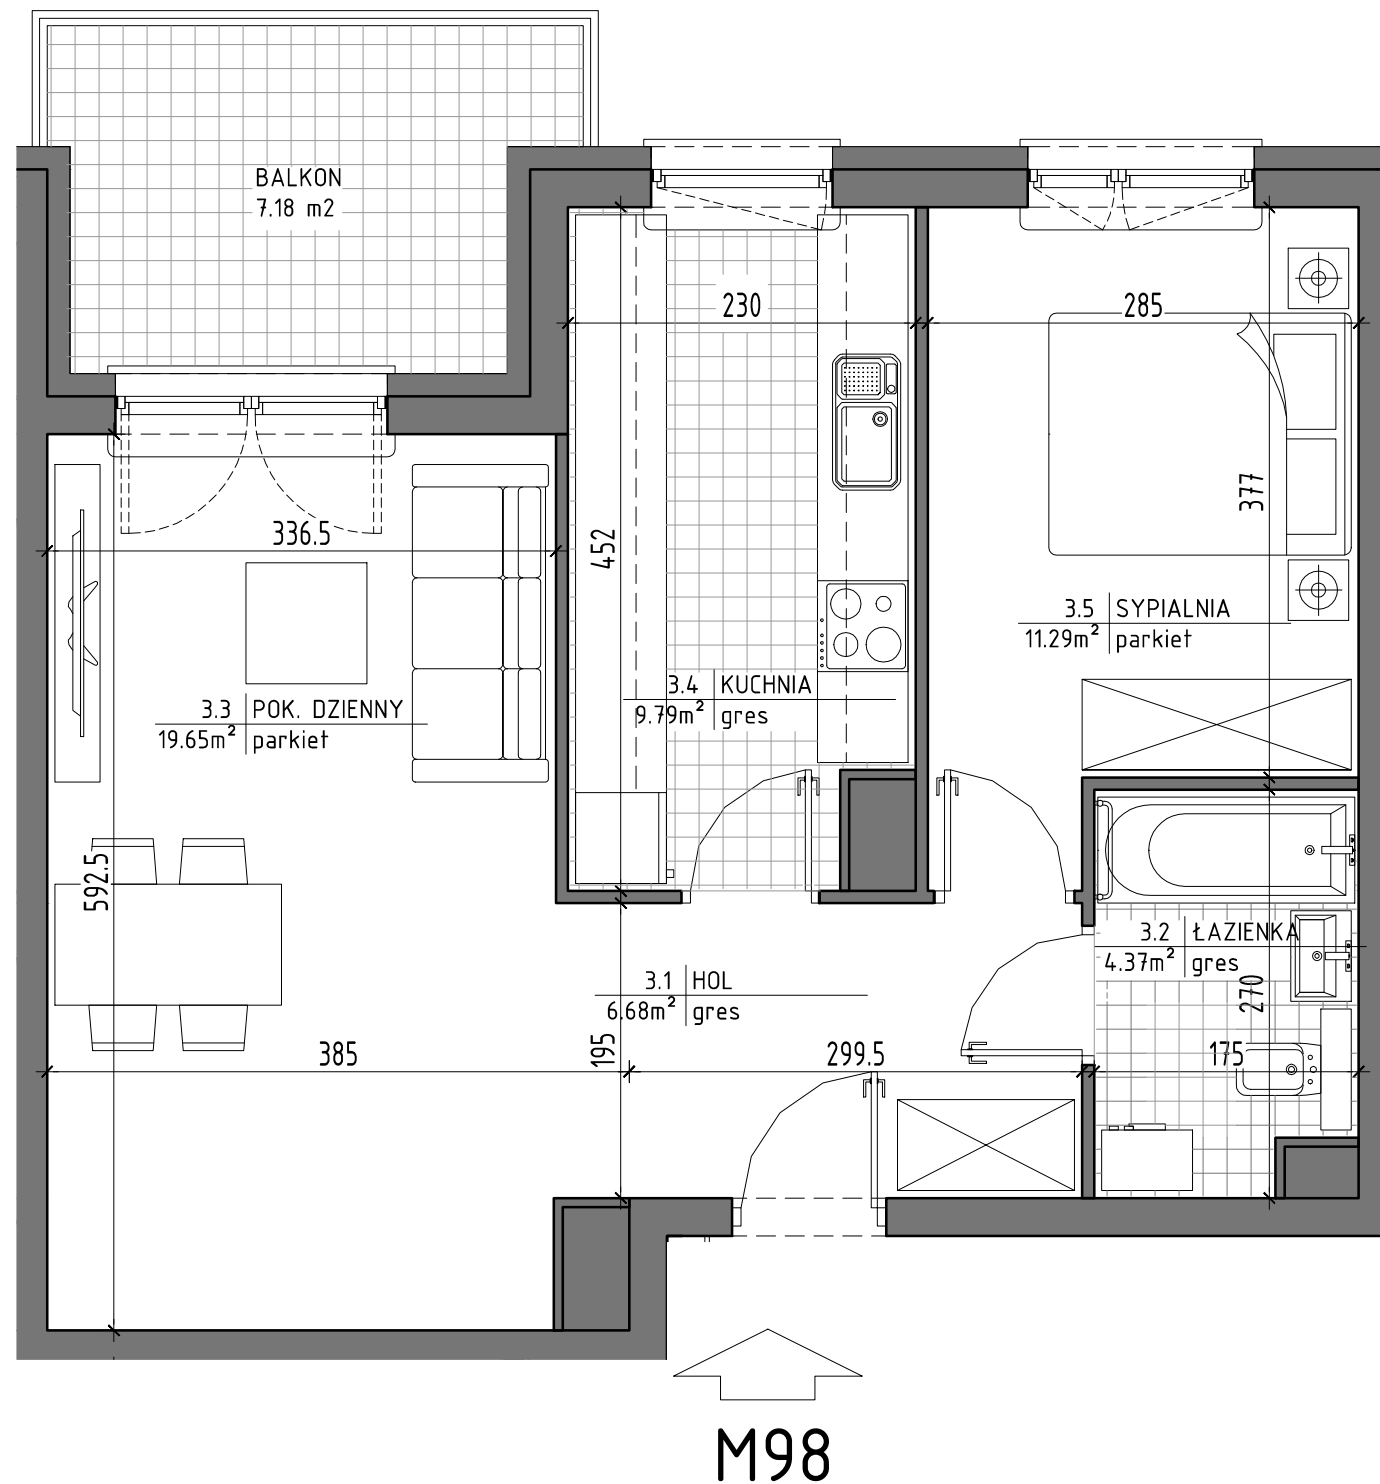 BALKON
7.18 m2
230
285
377
336.5
452
3.5 SYPIALNIA
11.29m² parkiet
3.4 KUCHNIA
9.79m² gres
3.3 POK. DZIENNY
19.65m² parkiet
592.5
3.2 ŁAZIENKA
4.37m² gres
270
3.1 HOL
6.68m² gres
385
195
299.5
175
M98